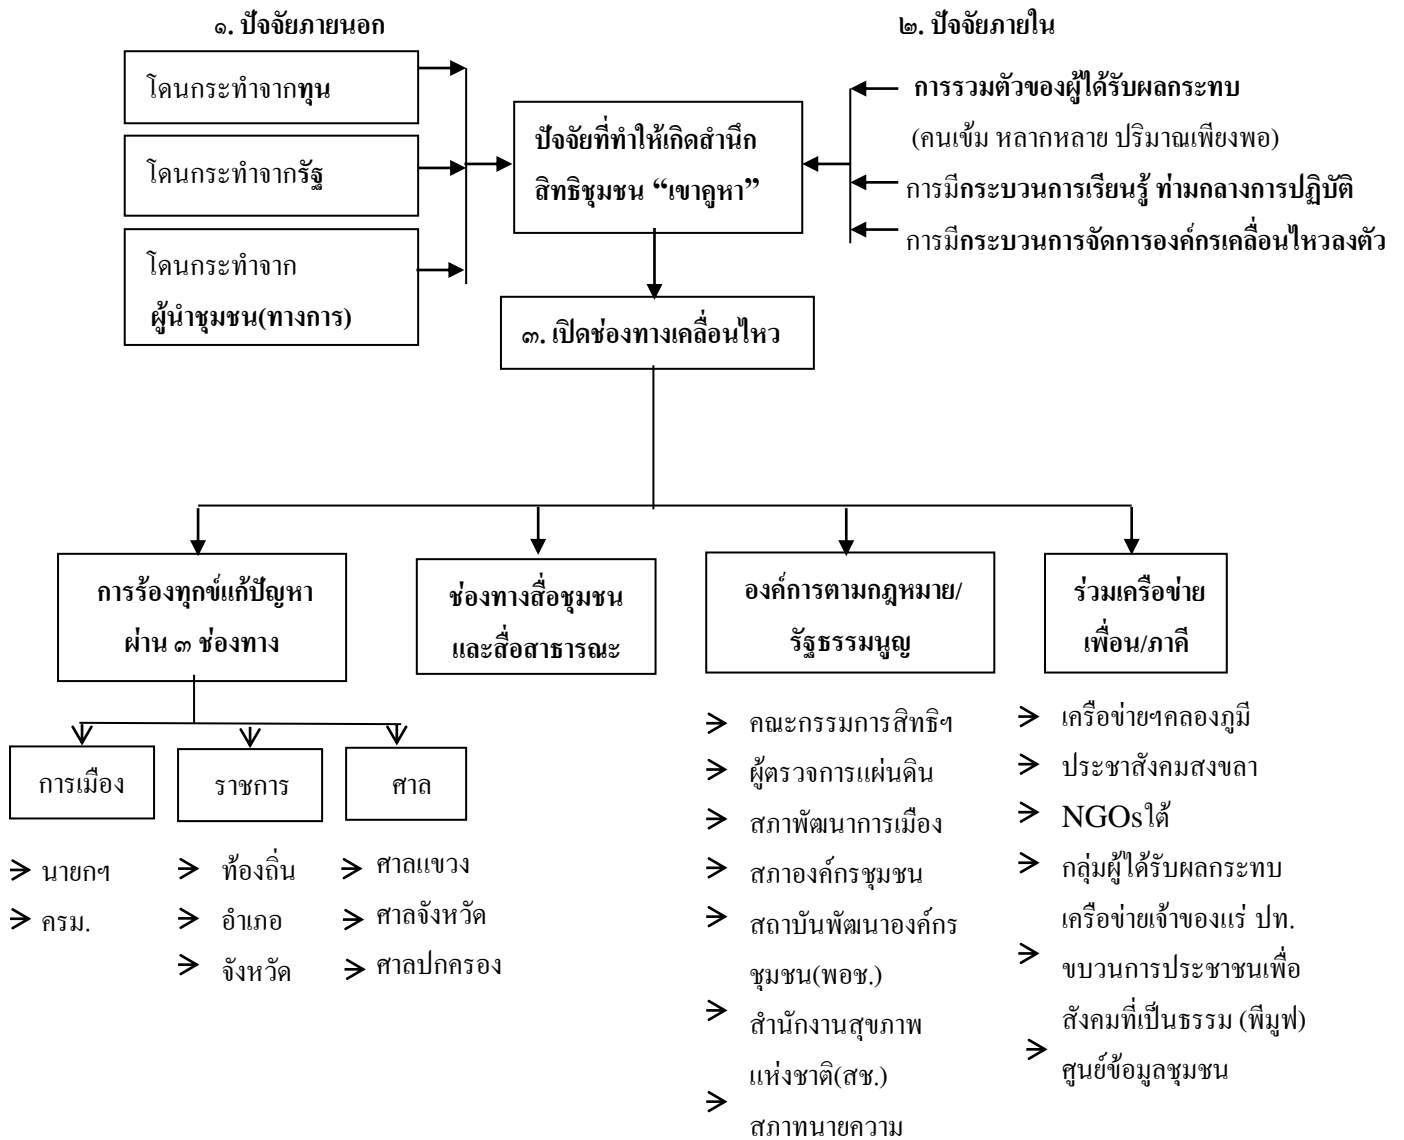 ๑. ปัจจัยภายนอก
โดนกระทำจากทุน
โดนกระทำจากรัฐ
โดนกระทำจาก
ผู้นำชุมชน(ทางการ)
ปัจจัยที่ทำให้เกิดสำนึก
สิทธิชุมชน “เขาคูหา”
๒. ปัจจัยภายใน
การรวมตัวของผู้ได้รับผลกระทบ
(คนเข้ม หลากหลาย ปริมาณเพียงพอ)
การมีกระบวนการเรียนรู้ ท่ามกลางการปฏิบัติ
การมีกระบวนการจัดการองค์กรเคลื่อนไหวลงตัว
๓. เปิดช่องทางเคลื่อนไหว
การร้องทุกข์แก้ปัญหา
ผ่าน ๓ ช่องทาง
การเมือง
นายกฯ
ครม.
ราชการ
ท้องถิ่น
อำเภอ
จังหวัด
ศาล
ศาลแขวง
ศาลจังหวัด
ศาลปกครอง
ช่องทางสื่อชุมชน
และสื่อสาธารณะ
องค์การตามกฎหมาย/
รัฐธรรมนูญ
คณะกรรมการสิทธิฯ
ผู้ตรวจการแผ่นดิน
สภาพัฒนาการเมือง
สภาองค์กรชุมชน
สถาบันพัฒนาองค์กร
ชุมชน(พอช.)
สำนักงานสุขภาพ
แห่งชาติ(สช.)
สภาทนายความ
ร่วมเครือข่าย
เพื่อน/ภาคี
เครือข่ายฯคลองภูมี
ประชาสังคมสงขลา
NGOsใต้
กลุ่มผู้ได้รับผลกระทบ
เครือข่ายเจ้าของแร่ ปท.
ขบวนการประชาชนเพื่อ
สังคมที่เป็นธรรม (พีมูฟ)
ศูนย์ข้อมูลชุมชน